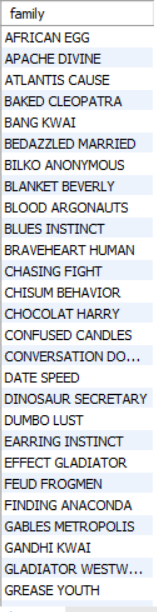 family
AFRICAN EGG
APACHE DIVINE
ATLANTIS CAUSE
BAKED CLEOPATRA
BANG KWAI
BEDAZZLED MARRIED
BILKO ANONYMOUS
BLANKET BEVERLY
BLOOD ARGONAUTS
BLUES INSTINCT
BRAVEHEART HUMAN
CHASING FIGHT
CHISUM BEHAVIOR
CHOCOLAT HARRY
CONFUSED CANDLES
CONVERSATION DO...
DATE SPEED
DINOSAUR SECRETARY
DUMBO LUST
EARRING INSTINCT
EFFECT GLADIATOR
FEUD FROGMEN
FINDING ANACONDA
GABLES METROPOLIS
GANDHI KWAI
GLADIATOR WESTW...
GREASE YOUTH